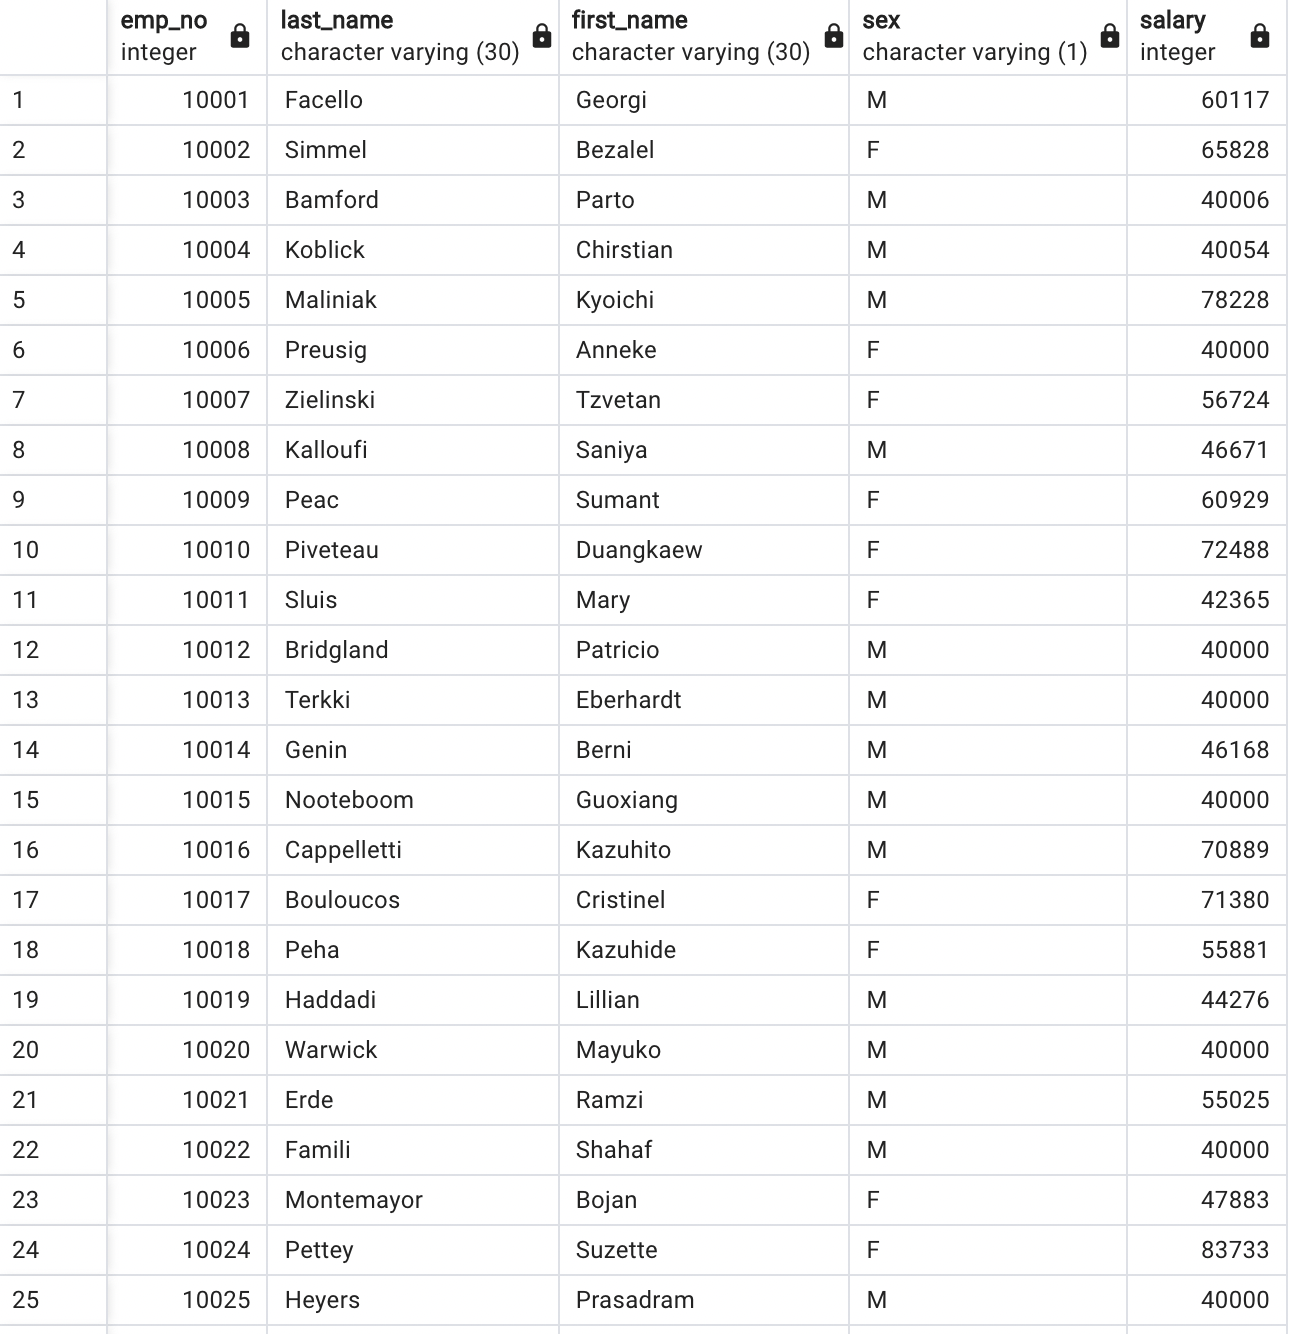 emp_no last_name first_name sex salary
integer character varying (30) character varying (30) character varying (1) integer
1 10001 Facello Georgi M 60117
2 10002 Simmel Bezalel F 65828
3 10003 Bamford Parto M 40006
4 10004 Koblick Chirstian M 40054
5 10005 Maliniak Kyoichi M 78228
6 10006 Preusig Anneke F 40000
7 10007 Zielinski Tzvetan F 56724
8 10008 Kalloufi Saniya M 46671
9 10009 Peac Sumant F 60929
10 10010 Piveteau Duangkaew F 72488
11 10011 Sluis Mary F 42365
12 10012 Bridgland Patricio M 40000
13 10013 Terkki Eberhardt M 40000
14 10014 Genin Berni M 46168
15 10015 Nooteboom Guoxiang M 40000
16 10016 Cappelletti Kazuhito M 70889
17 10017 Bouloucos Cristinel F 71380
18 10018 Peha Kazuhide F 55881
19 10019 Haddadi Lillian M 44276
20 10020 Warwick Mayuko M 40000
21 10021 Erde Ramzi M 55025
22 10022 Famili Shahaf M 40000
23 10023 Montemayor Bojan F 47883
24 10024 Pettey Suzette F 83733
25 10025 Heyers Prasadram M 40000